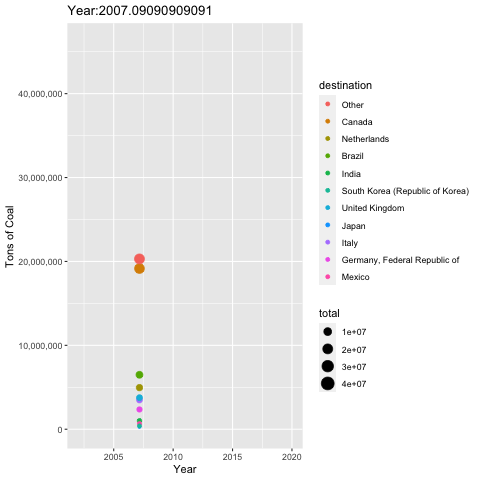 Year:2007.09090909091
Tons of Coal
40,000,000
30,000,000
20,000,000
10,000,000
0
2005
2010
2015
2020
Year
destination
Other
Canada
Netherlands
Brazil
India
South Korea (Republic of Korea)
United Kingdom
Japan
Italy
Germany, Federal Republic of
Mexico
total
1e+07
2e+07
3e+07
4e+07